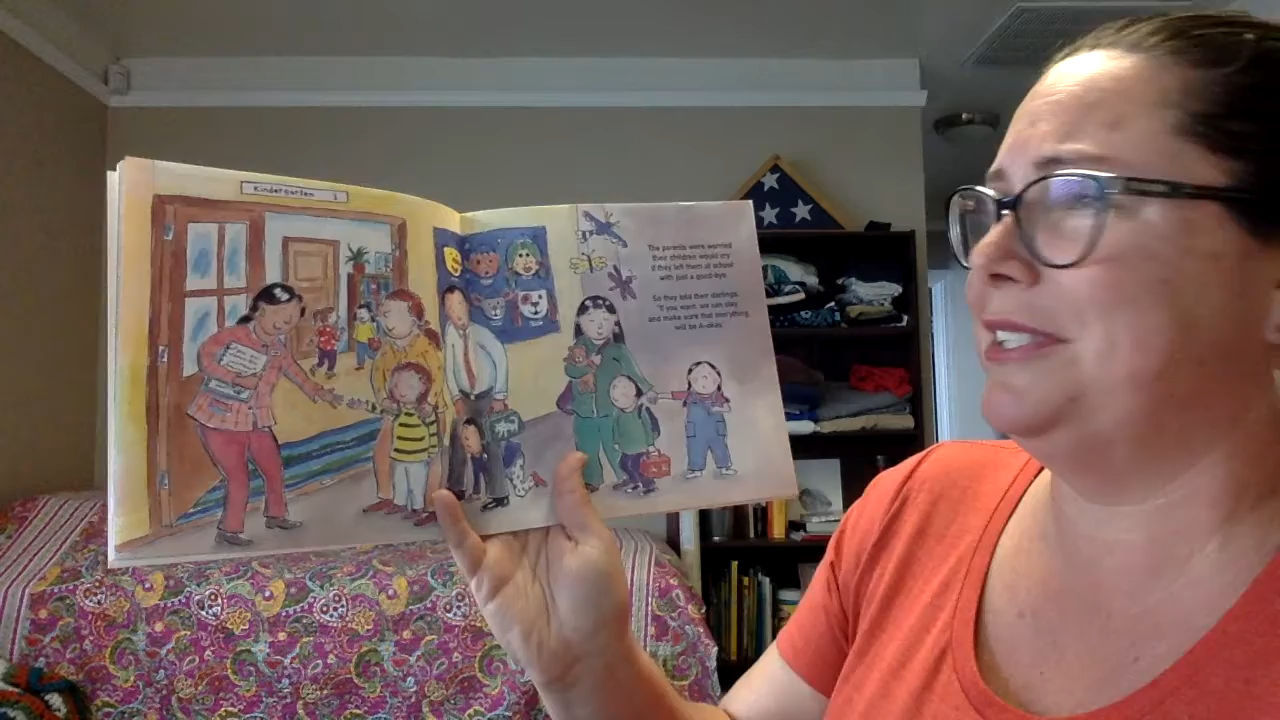 Kindergarten 1
The parents were worried
their children would cry
if they left them at school
with just a good-bye.
So they told their darlings,
"If you want, we can stay
and make sure that everything
will be A-okay."